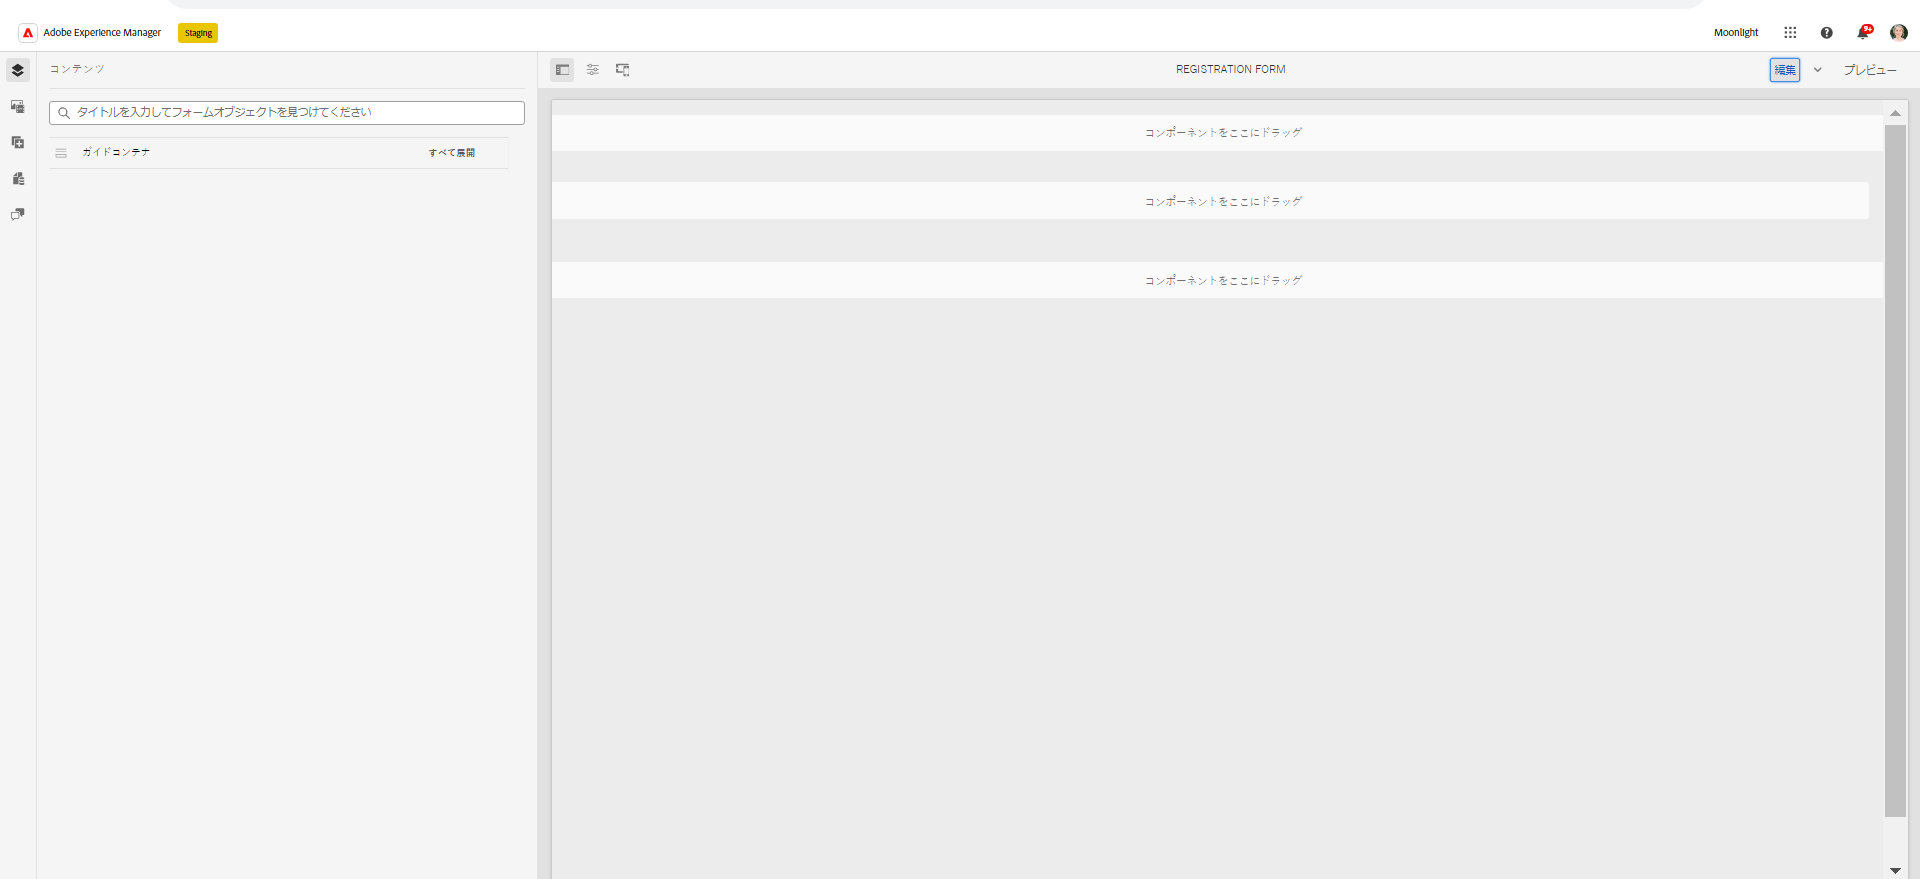 Adobe Experience Manager
Staging
Moonlight
9+
コンテンツ
REGISTRATION FORM
編集
プレビュー
タイトルを入力してフォームオブジェクトを見つけてください
ガイドコンテナ
すべて展開
コンポーネントをここにドラッグ
コンポーネントをここにドラッグ
コンポーネントをここにドラッグ